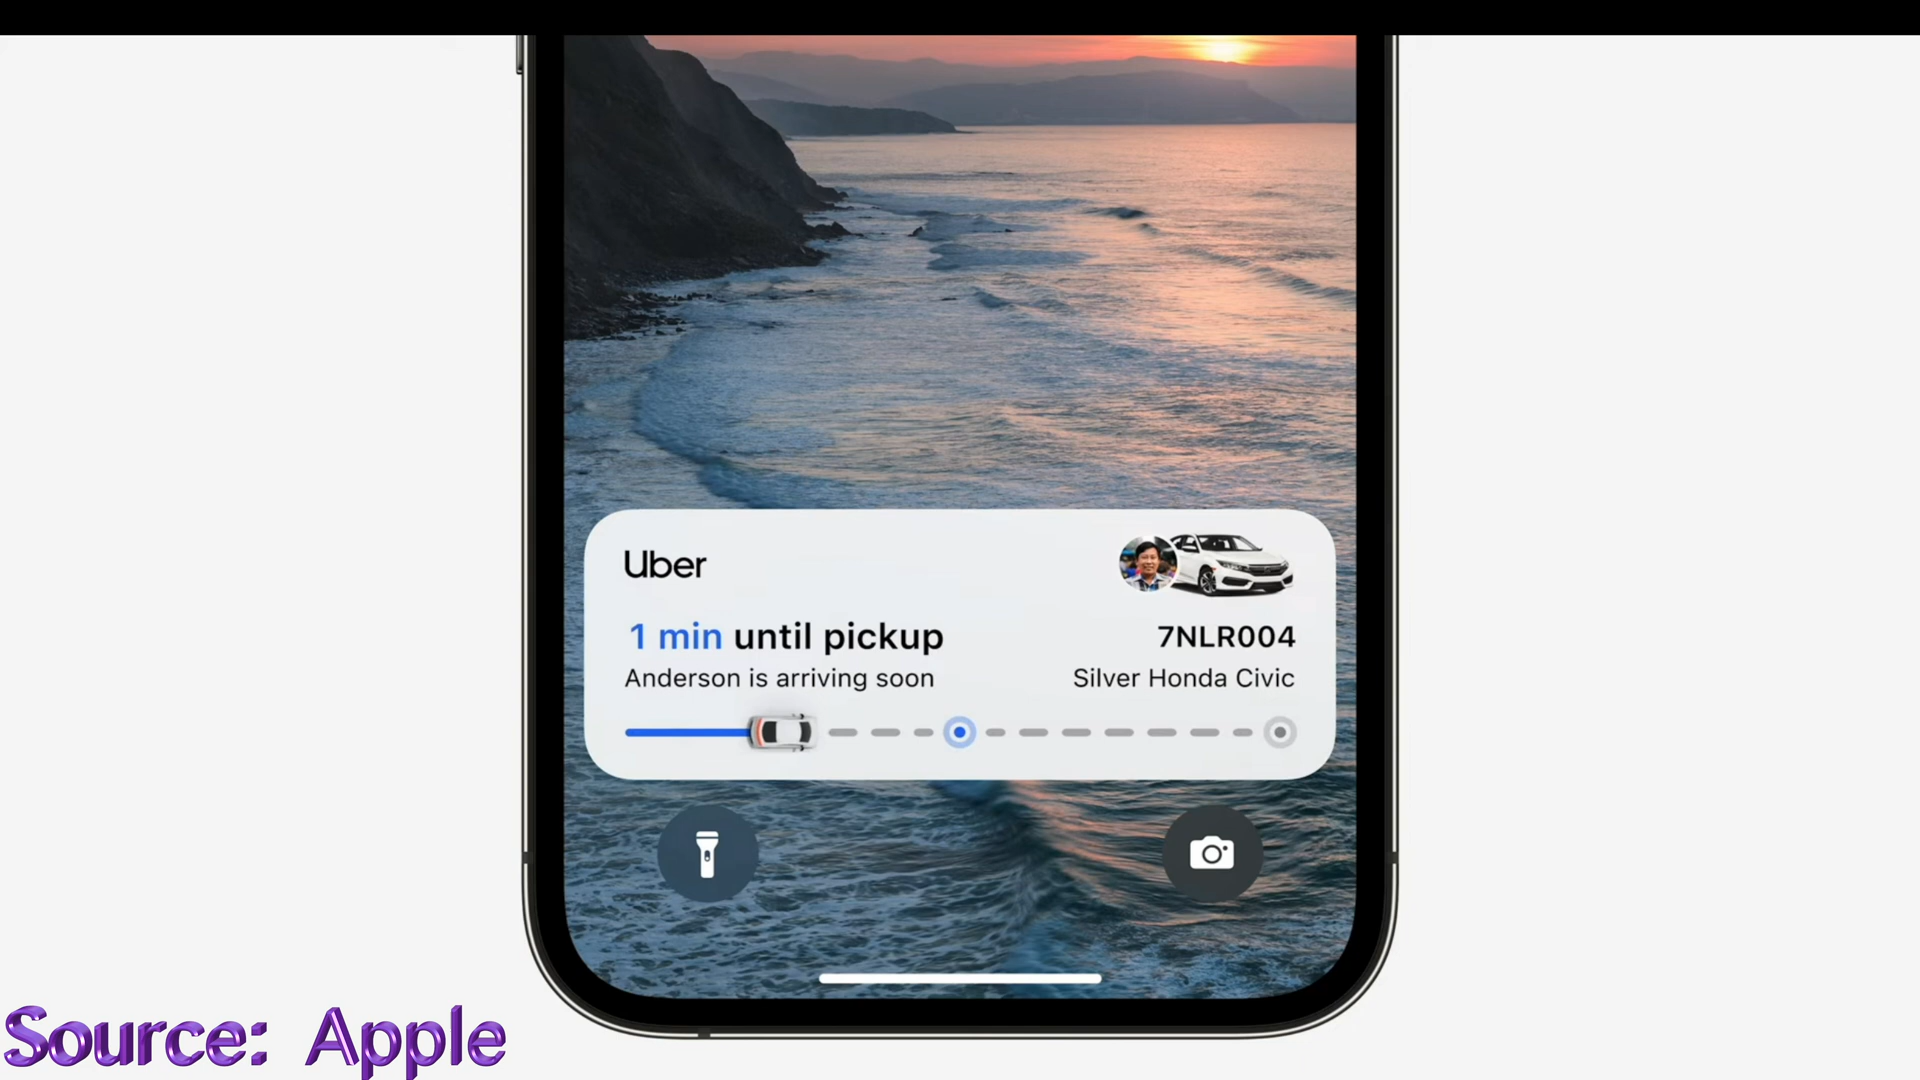 Uber
1 min until pickup
7NLR004
Anderson is arriving soon
Silver Honda Civic
Source: Apple